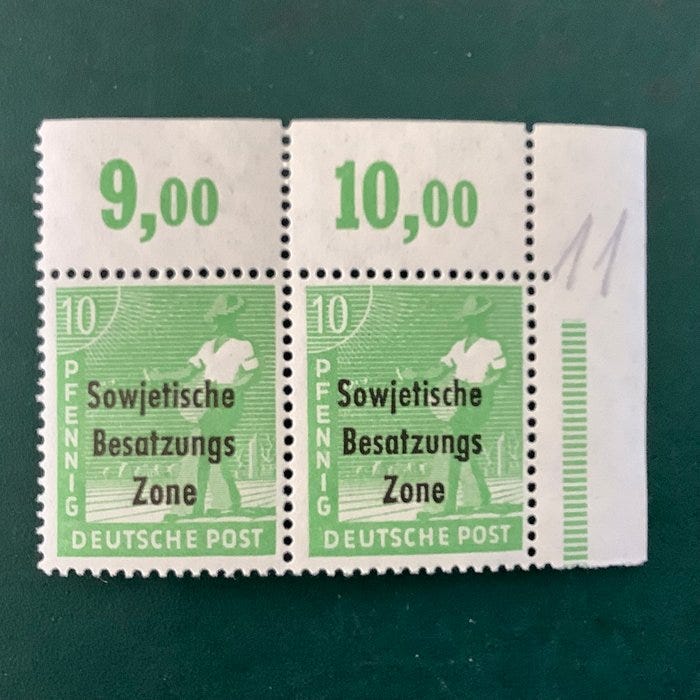 9,00 10,00
11
10 10
PFENNIG PFENNIG
Sowjetische Sowjetische
Besatzungs Besatzungs
Zone Zone
DEUTSCHE POST DEUTSCHE POST